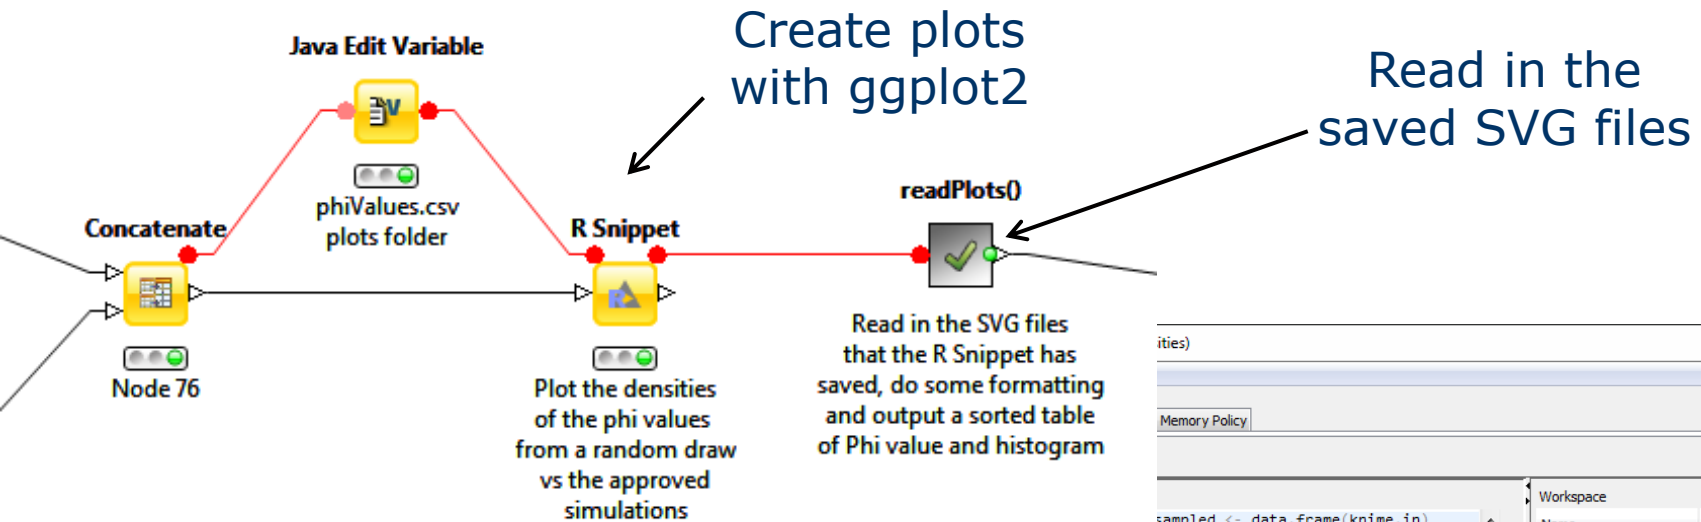 Create plots
with ggplot2
Read in the
saved SVG files
Java Edit Variable
V
phiValues.csv
plots folder
Concatenate
Node 76
R Snippet
R
Plot the densities
of the phi values
from a random draw
vs the approved
simulations
readPlots()
Read in the SVG files
that the R Snippet has
saved, do some formatting
and output a sorted table
of Phi value and histogram
ities)
Memory Policy
Workspace
sampled <- data.frame(knime.in)